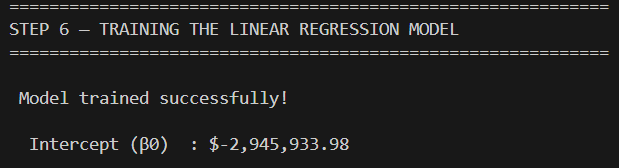 ============================================================
STEP 6 — TRAINING THE LINEAR REGRESSION MODEL
============================================================
Model trained successfully!
Intercept (β0)  : $-2,945,933.98